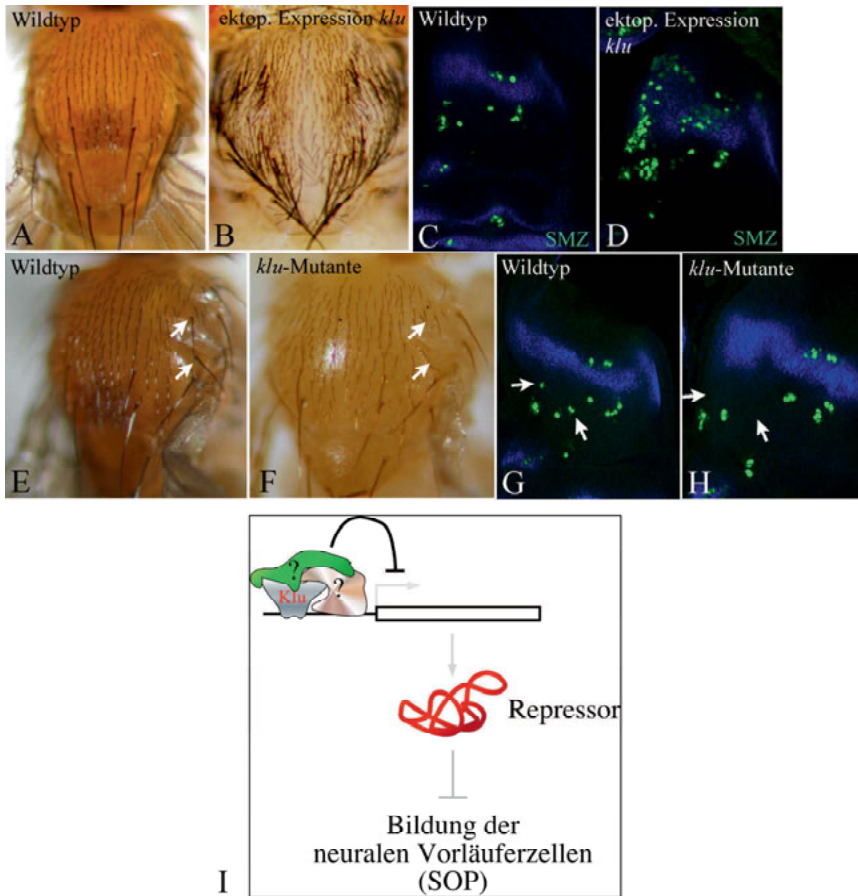 Wildtyp
ektop. Expression klu
Wildtyp
ektop. Expression
klu
A
B
C
SMZ
D
SMZ
Wildtyp
klu-Mutante
Wildtyp
klu-Mutante
E
F
G
H
?
?
Klu
Repressor
Bildung der
neuralen Vorläuferzellen
(SOP)
I